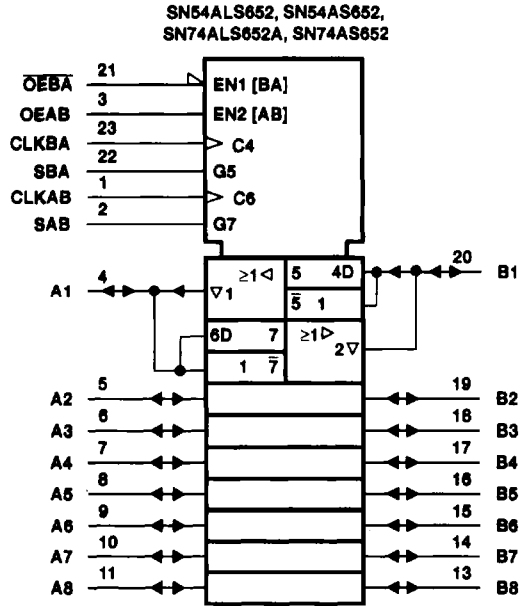 SN54ALS652, SN54AS652,
SN74ALS652A, SN74AS652
OEBA 21 EN1 [BA]
OEAB 3 EN2 [AB]
CLKBA 23 C4
SBA 22 G5
CLKAB 1 C6
SAB 2 G7
A1 4 ≥1 ◁ 5 4D 20 B1
▽1 5 1
6D 7 ≥1 ▷
2▽
1 7
A2 5 19 B2
A3 6 18 B3
A4 7 17 B4
A5 8 16 B5
A6 9 15 B6
A7 10 14 B7
A8 11 13 B8